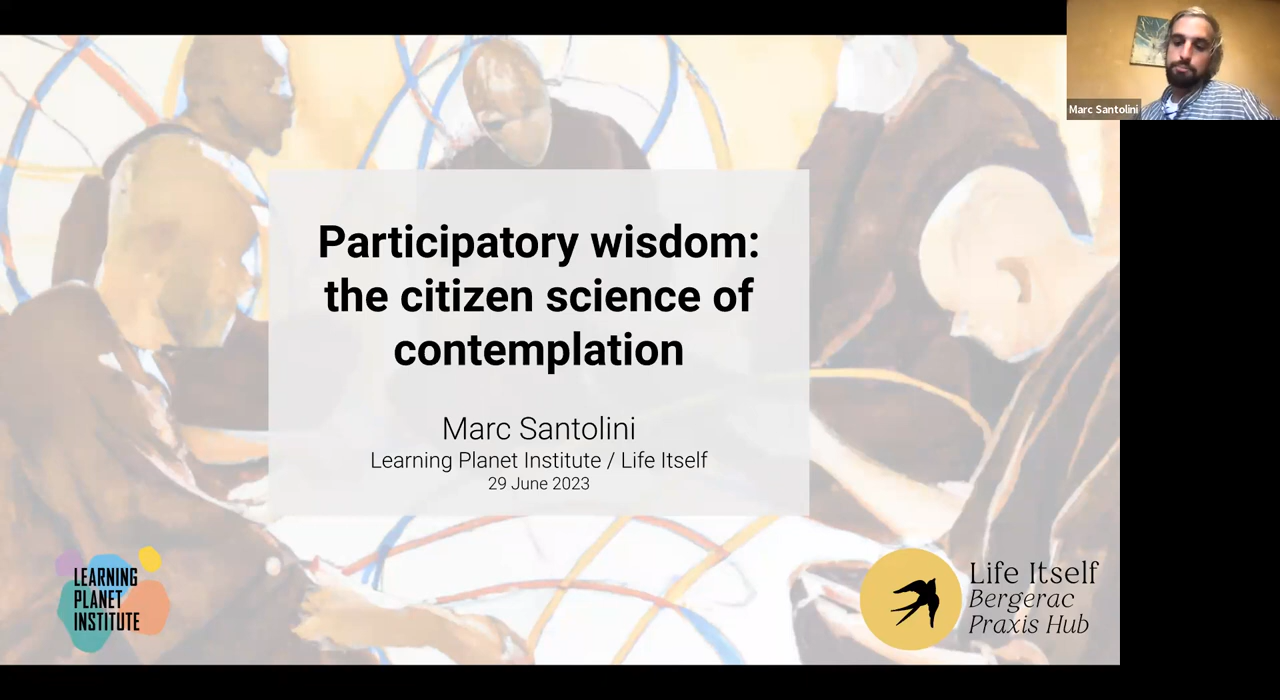 Marc Santolini
Participatory wisdom:
the citizen science of
contemplation
Marc Santolini
Learning Planet Institute / Life Itself
29 June 2023
LEARNING
PLANET
INSTITUTE
Life Itself
Bergerac
Praxis Hub